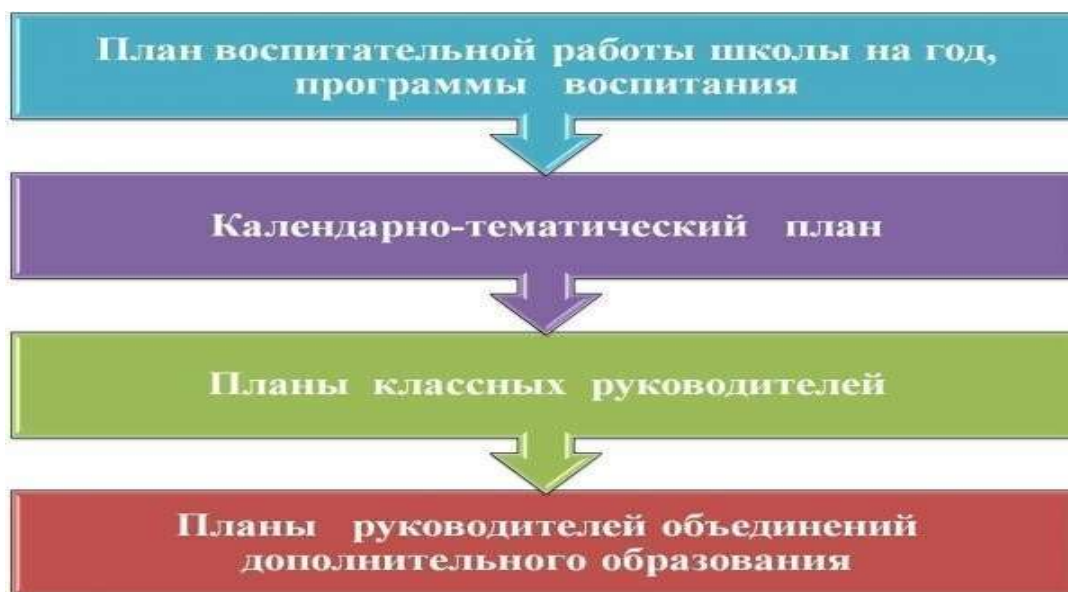 План воспитательной работы школы на год,
программы воспитания
Календарно-тематический план
Планы классных руководителей
Планы руководителей объединений
дополнительного образования